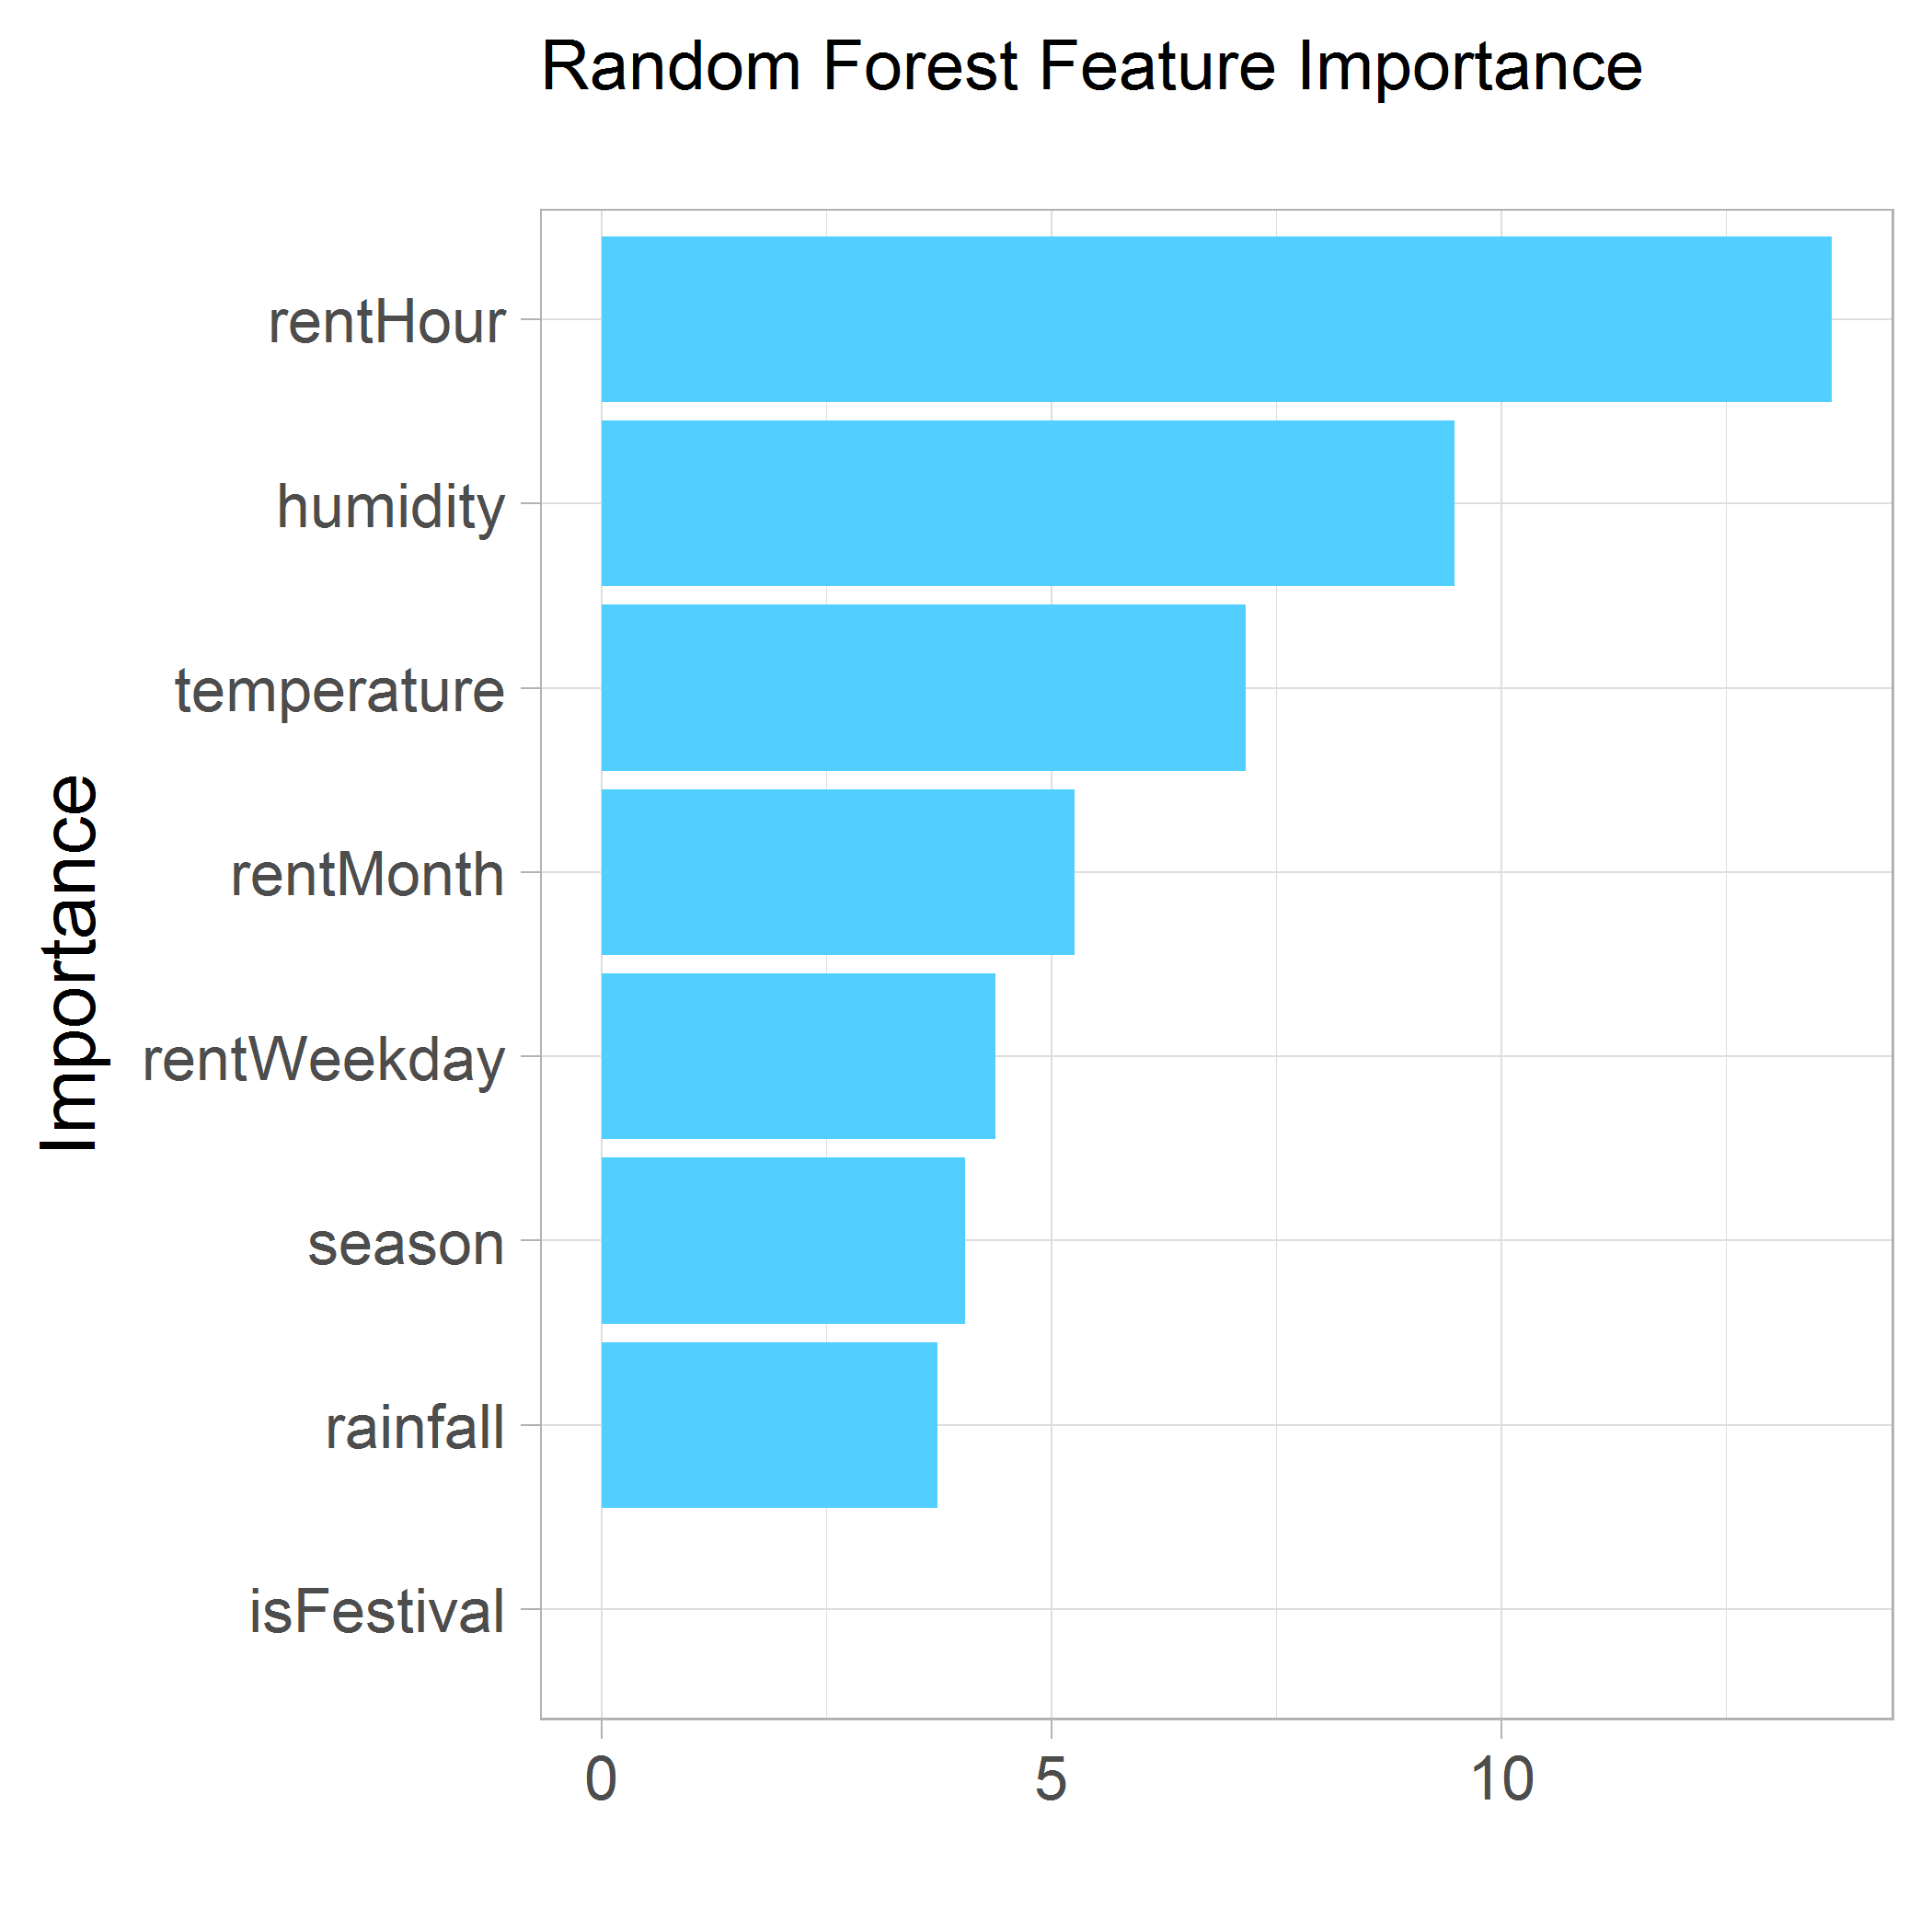 Random Forest Feature Importance
Importance
rentHour
humidity
temperature
rentMonth
rentWeekday
season
rainfall
isFestival
0 5 10